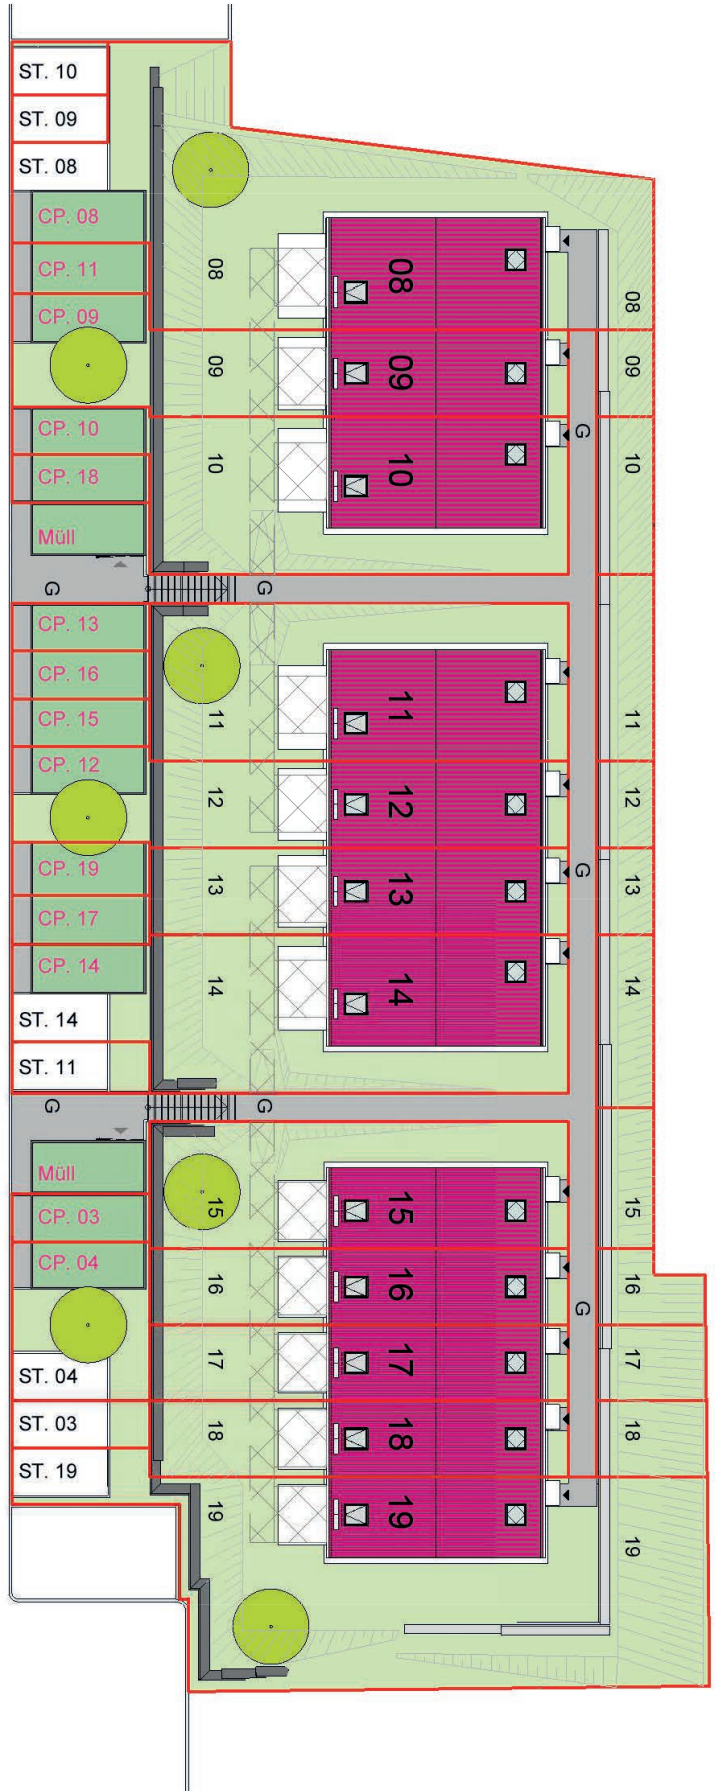 ST. 10
ST. 09
ST. 08
CP. 08
CP. 11
CP. 09
CP. 10
CP. 18
Müll
G
CP. 13
CP. 16
CP. 15
CP. 12
CP. 19
CP. 17
CP. 14
ST. 14
ST. 11
G
Müll
CP. 03
CP. 04
ST. 04
ST. 03
ST. 19
08
09
10
G
11
12
13
14
G
15
16
17
18
19
08
09
10
11
12
13
14
15
16
17
18
19
G
G
G
08
09
10
11
12
13
14
15
16
17
18
19